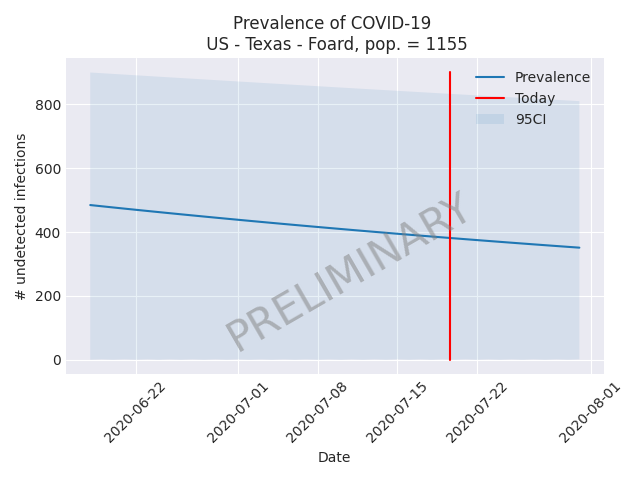 Prevalence of COVID-19
US - Texas - Foard, pop. = 1155
Prevalence
Today
95CI
800
600
400
200
0
# undetected infections
PRELIMINARY
2020-06-22
2020-07-01
2020-07-08
2020-07-15
2020-07-22
2020-08-01
Date